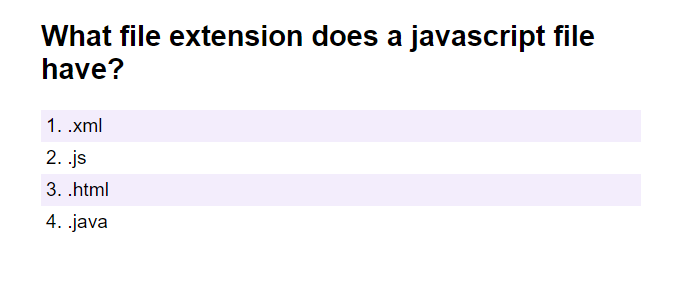 What file extension does a javascript file
have?
1. .xml
2. .js
3. .html
4. .java